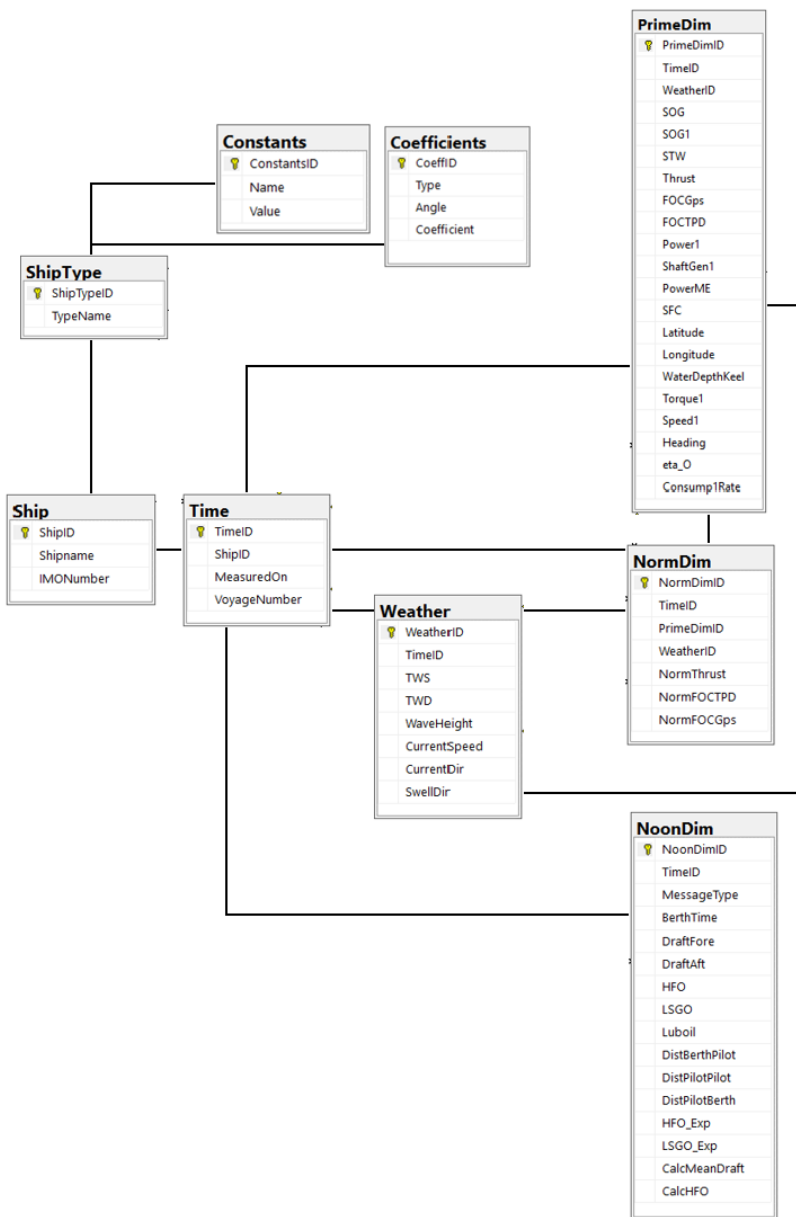 PrimeDim
PrimeDimID
TimeID
WeatherID
SOG
SOG1
STW
Thrust
FOCGps
FOCTPD
Power1
ShaftGen1
PowerME
SFC
Latitude
Longitude
WaterDepthKeel
Torque1
Speed1
Heading
eta_O
Consump1Rate
Constants
ConstantsID
Name
Value
Coefficients
CoeffID
Type
Angle
Coefficient
ShipType
ShipTypeID
TypeName
Ship
ShipID
Shipname
IMONumber
Time
TimeID
ShipID
MeasuredOn
VoyageNumber
Weather
WeatherID
TimeID
TWS
TWD
WaveHeight
CurrentSpeed
CurrentDir
SwellDir
NormDim
NormDimID
TimeID
PrimeDimID
WeatherID
NormThrust
NormFOCTPD
NormFOCGps
NoonDim
NoonDimID
TimeID
MessageType
BerthTime
DraftFore
DraftAft
HFO
LSGO
Luboil
DistBerthPilot
DistPilotPilot
DistPilotBerth
HFO_Exp
LSGO_Exp
CalcMeanDraft
CalcHFO